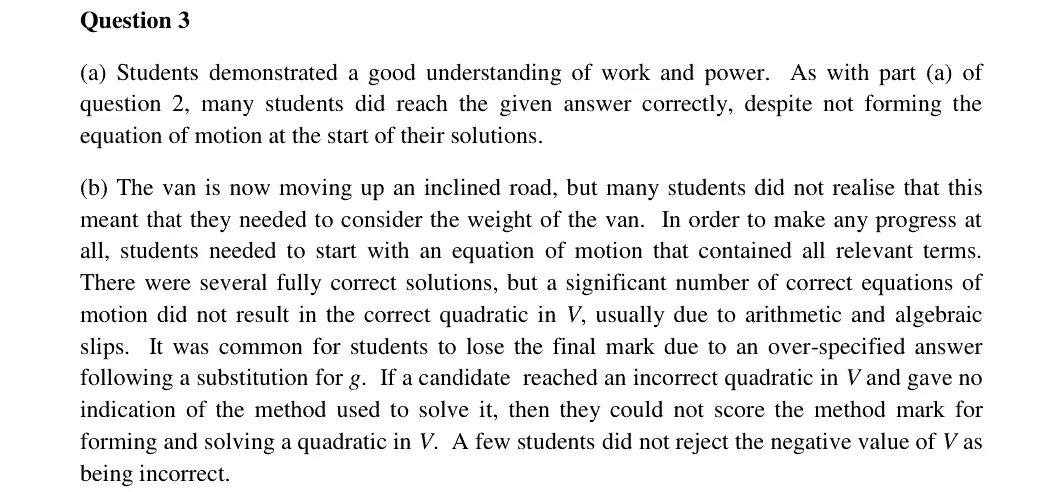 Question 3
(a) Students demonstrated a good understanding of work and power. As with part (a) of
question 2, many students did reach the given answer correctly, despite not forming the
equation of motion at the start of their solutions.
(b) The van is now moving up an inclined road, but many students did not realise that this
meant that they needed to consider the weight of the van. In order to make any progress at
all, students needed to start with an equation of motion that contained all relevant terms.
There were several fully correct solutions, but a significant number of correct equations of
motion did not result in the correct quadratic in V, usually due to arithmetic and algebraic
slips. It was common for students to lose the final mark due to an over-specified answer
following a substitution for g. If a candidate reached an incorrect quadratic in V and gave no
indication of the method used to solve it, then they could not score the method mark for
forming and solving a quadratic in V. A few students did not reject the negative value of V as
being incorrect.